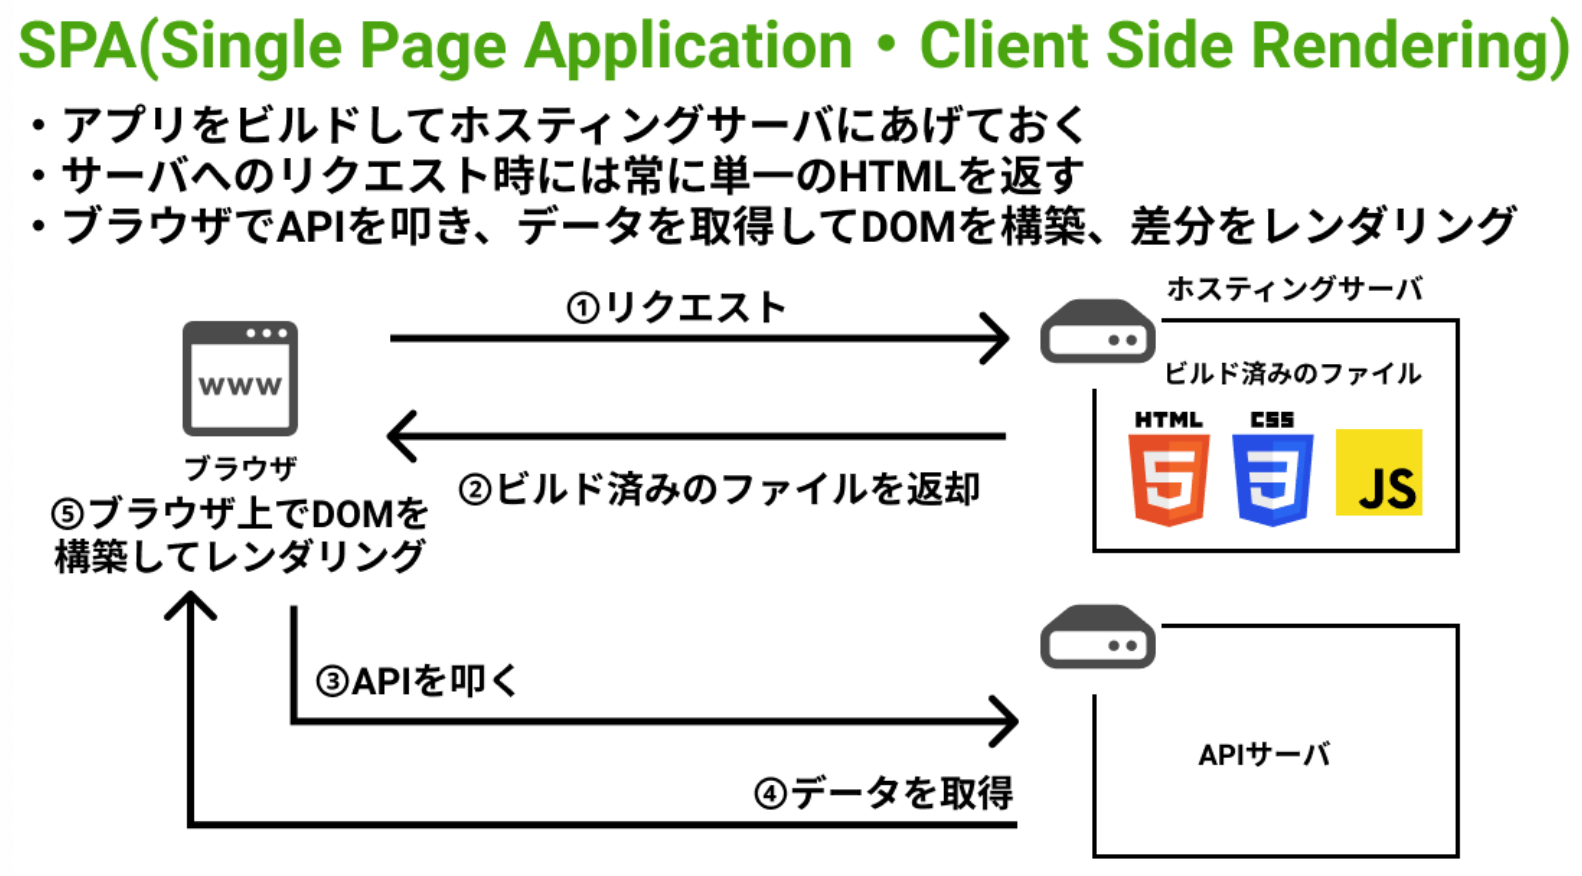 SPA(Single Page Application・Client Side Rendering)
・アプリをビルドしてホスティングサーバにあげておく
・サーバへのリクエスト時には常に単一のHTMLを返す
・ブラウザでAPIを叩き、データを取得してDOMを構築、差分をレンダリング
①リクエスト
ホスティングサーバ
www
ビルド済みのファイル
HTML
CSS
JS
ブラウザ
②ビルド済みのファイルを返却
⑤ブラウザ上でDOMを
構築してレンダリング
③APIを叩く
APIサーバ
④データを取得